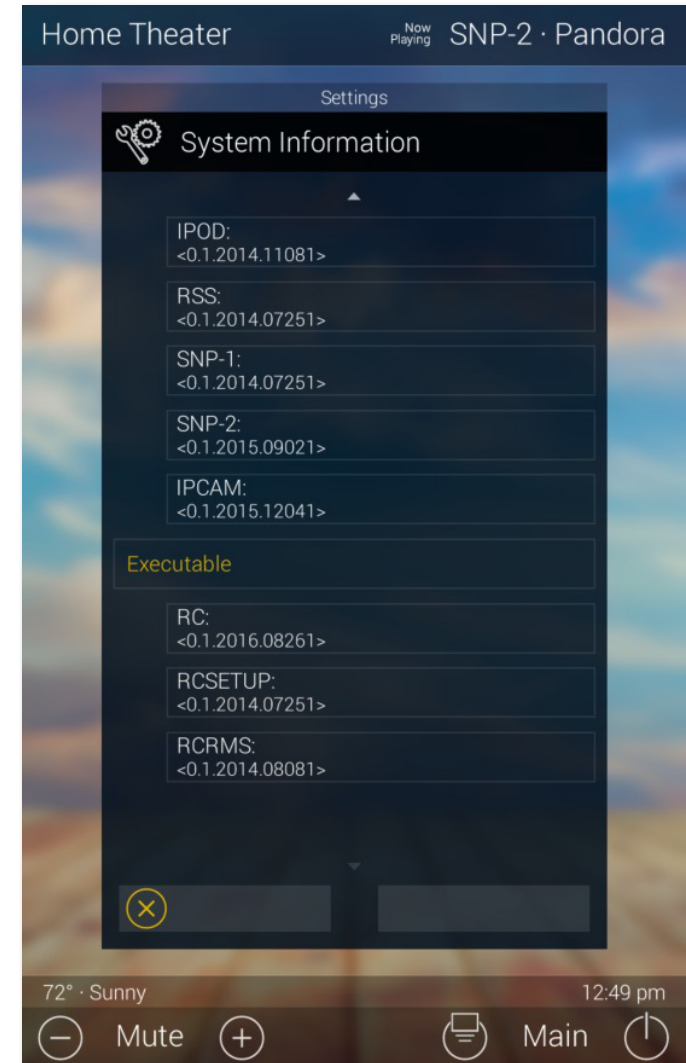 Home Theater
Now Playing SNP-2 · Pandora
Settings
System Information
IPOD:
<0.1.2014.11081>
RSS:
<0.1.2014.07251>
SNP-1:
<0.1.2014.07251>
SNP-2:
<0.1.2015.09021>
IPCAM:
<0.1.2015.12041>
Executable
RC:
<0.1.2016.08261>
RCSETUP:
<0.1.2014.07251>
RCRMS:
<0.1.2014.08081>
72° · Sunny
12:49 pm
Mute
Main